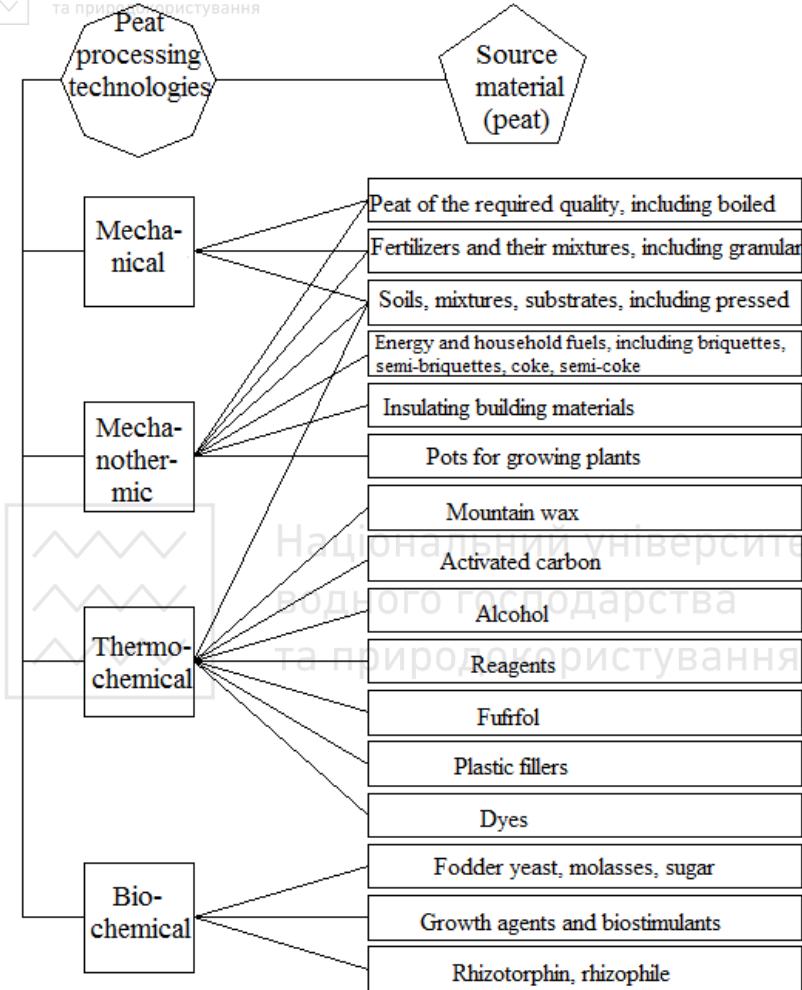 та природокористування
Peat
processing
technologies
Source
material
(peat)
Mecha-
nical
Peat of the required quality, including boiled
Fertilizers and their mixtures, including granular
Soils, mixtures, substrates, including pressed
Energy and household fuels, including briquettes,
semi-briquettes, coke, semi-coke
Mecha-
nother-
mic
Insulating building materials
Pots for growing plants
Mountain wax
Національний університе
Activated carbon
водного господарства
Alcohol
Thermo-
chemical
та природокористування
Reagents
Fufrfol
Plastic fillers
Dyes
Bio-
chemical
Fodder yeast, molasses, sugar
Growth agents and biostimulants
Rhizotorphin, rhizophile